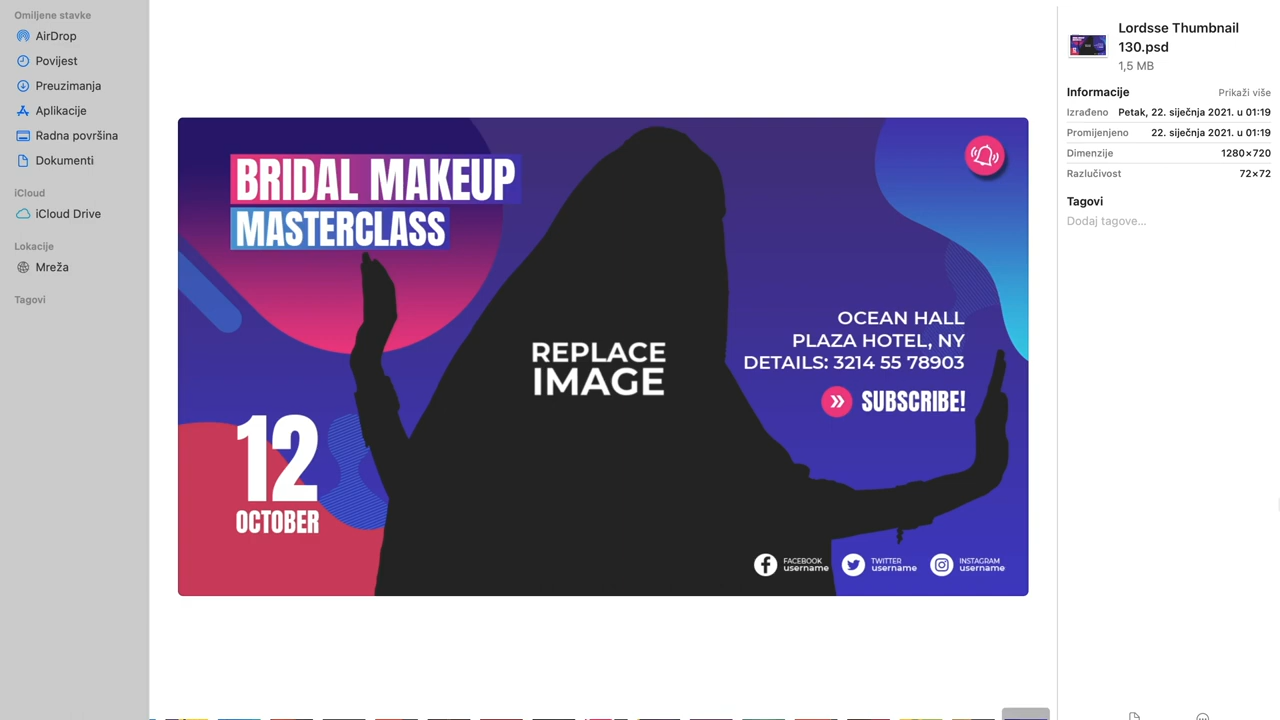 Omiljene stavke
AirDrop
Povijest
Preuzimanja
Aplikacije
Radna površina
Dokumenti
iCloud
iCloud Drive
Lokacije
Mreža
Tagovi
BRIDAL MAKEUP
MASTERCLASS
REPLACE
IMAGE
OCEAN HALL
PLAZA HOTEL, NY
DETAILS: 3214 55 78903
SUBSCRIBE!
12
OCTOBER
FACEBOOK
username
TWITTER
username
INSTAGRAM
username
Lordsse Thumbnail
130.psd
1,5 MB
Informacije Prikaži više
Izrađeno Petak, 22. siječnja 2021. u 01:19
Promijenjeno 22. siječnja 2021. u 01:19
Dimenzije 1280×720
Razlučivost 72×72
Tagovi
Dodaj tagove...